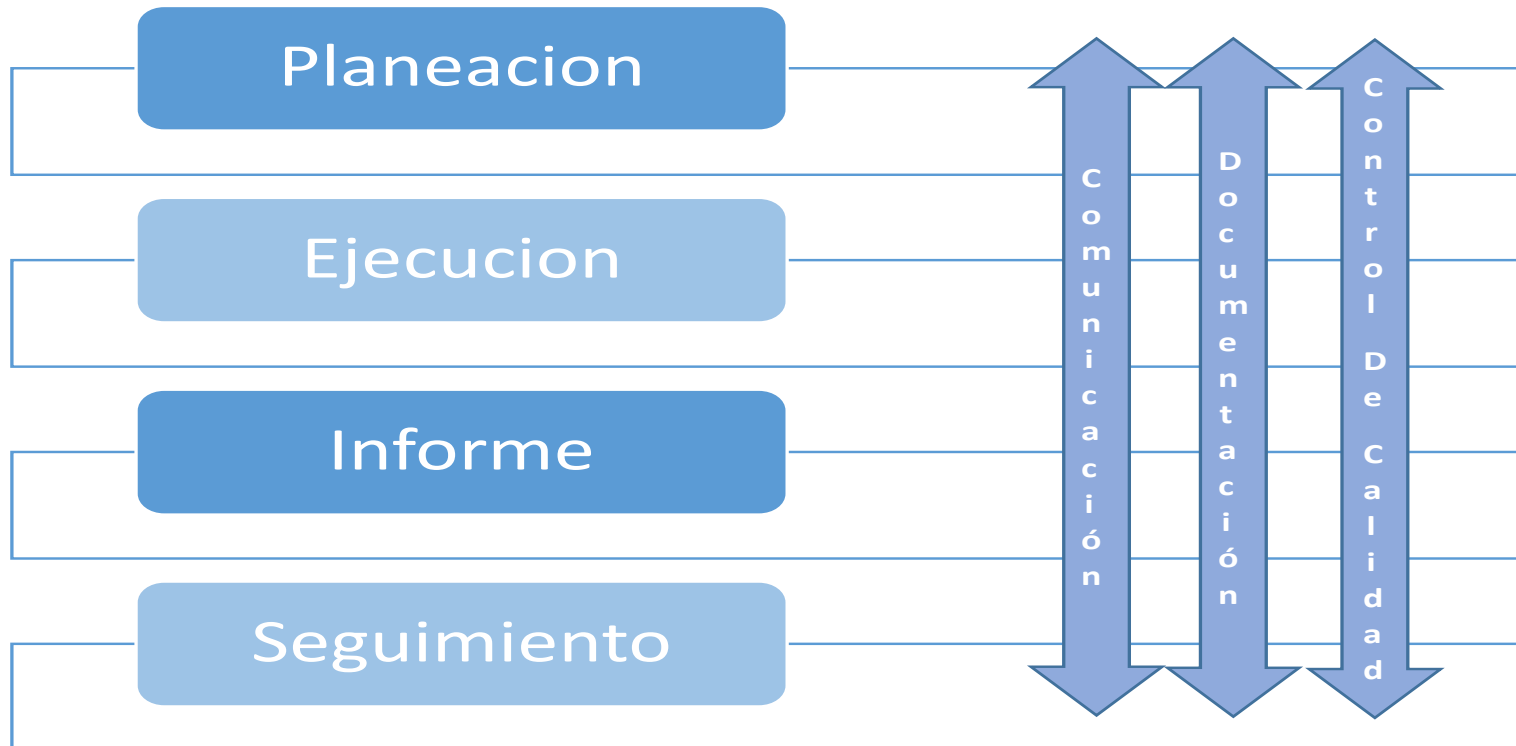 Planeacion
Ejecucion
Informe
Seguimiento
Comunicación
Documentación
Control De Calidad